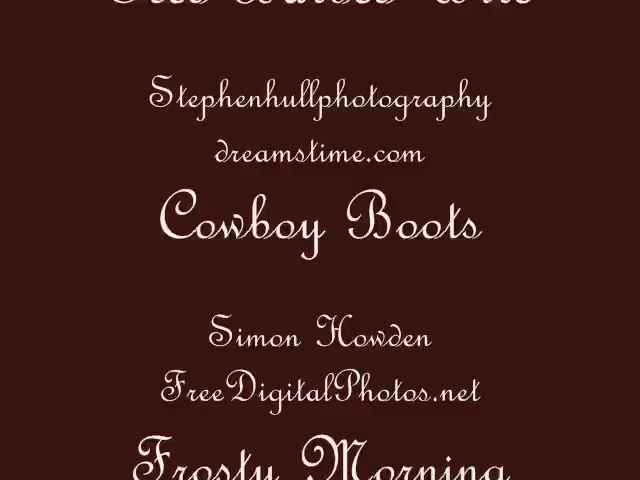 Stephenhullphotography
dreamstime.com
Cowboy Boots
Simon Howden
FreeDigitalPhotos.net
Frosty Morning